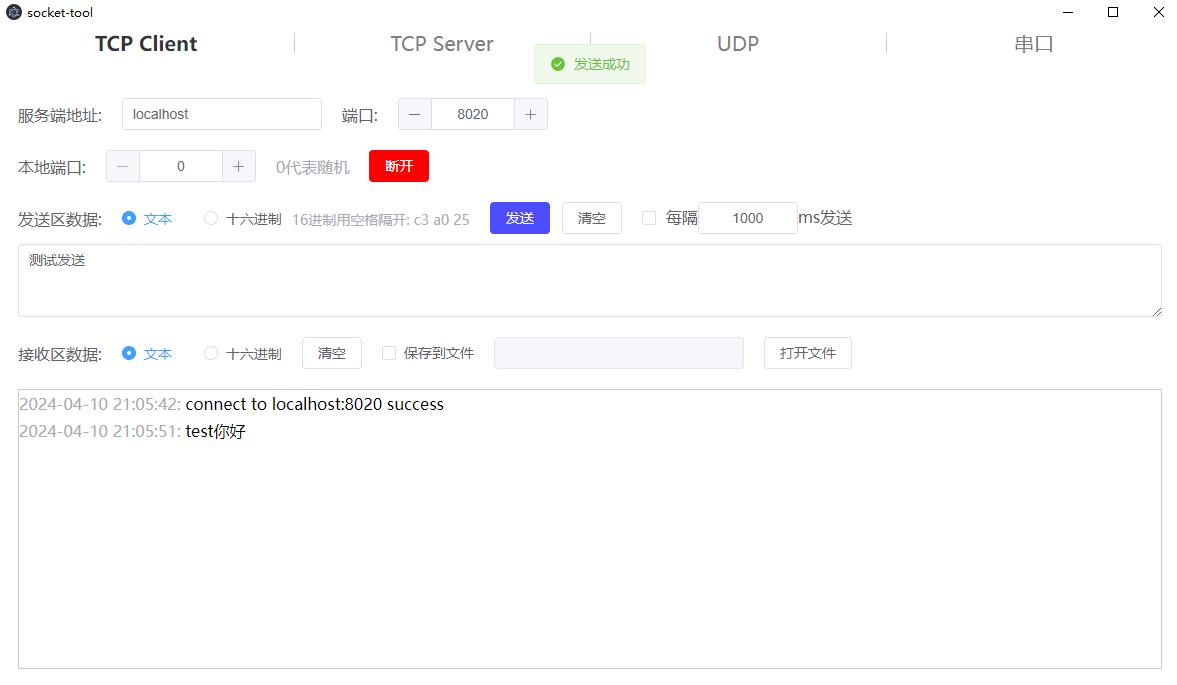 socket-tool
TCP Client TCP Server UDP 串口
发送成功
服务端地址: localhost 端口: 8020
本地端口: 0 0代表随机 断开
发送区数据: 文本 十六进制 16进制用空格隔开: c3 a0 25 发送 清空 每隔 1000 ms发送
测试发送
接收区数据: 文本 十六进制 清空 保存到文件 打开文件
2024-04-10 21:05:42: connect to localhost:8020 success
2024-04-10 21:05:51: test你好